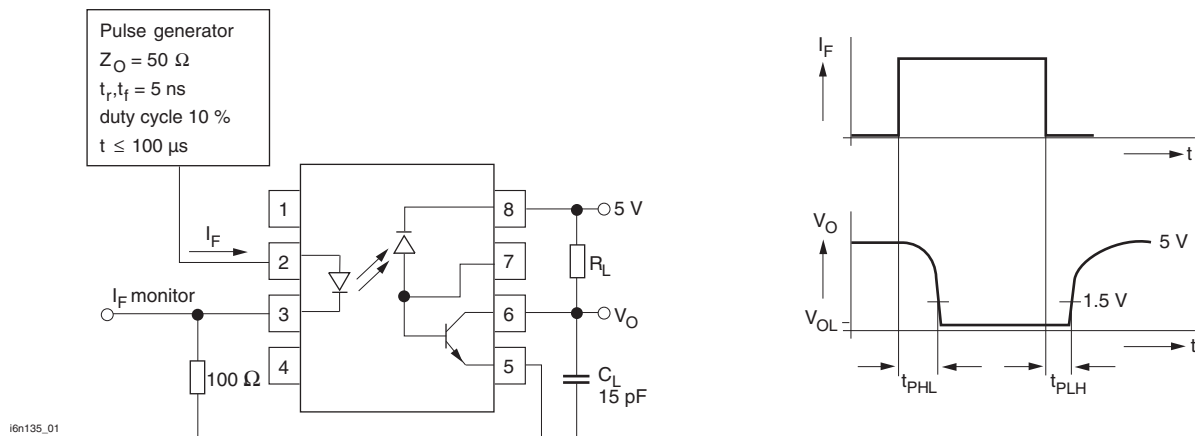 Pulse generator
Z_O = 50 Ω
t_r,t_f = 5 ns
duty cycle 10 %
t ≤ 100 μs
I_F
1
2
3
4
8
7
6
5
5 V
R_L
V_O
C_L
15 pF
I_F monitor
100 Ω
i6n135_01
I_F
t
V_O
5 V
1.5 V
V_OL
t
t_PHL
t_PLH